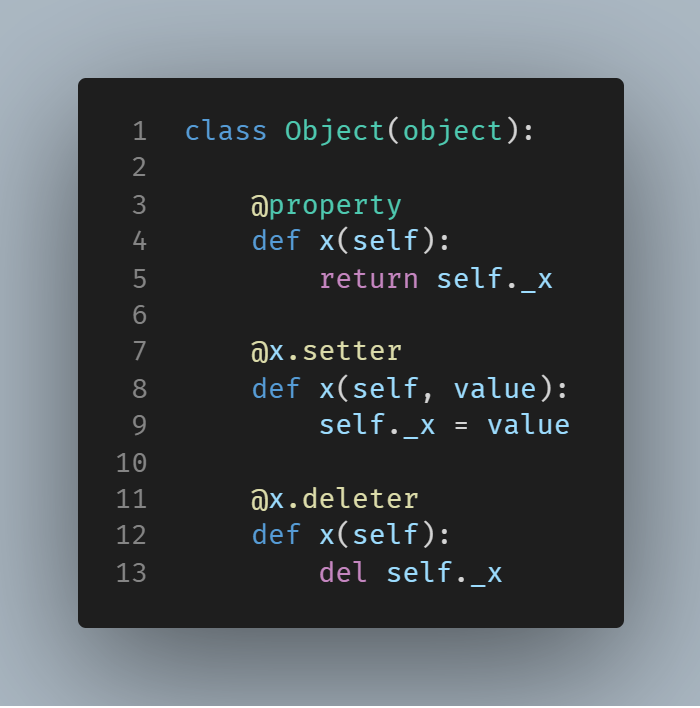 1 class Object(object):
2
3     @property
4     def x(self):
5         return self._x
6
7     @x.setter
8     def x(self, value):
9         self._x = value
10
11     @x.deleter
12     def x(self):
13         del self._x